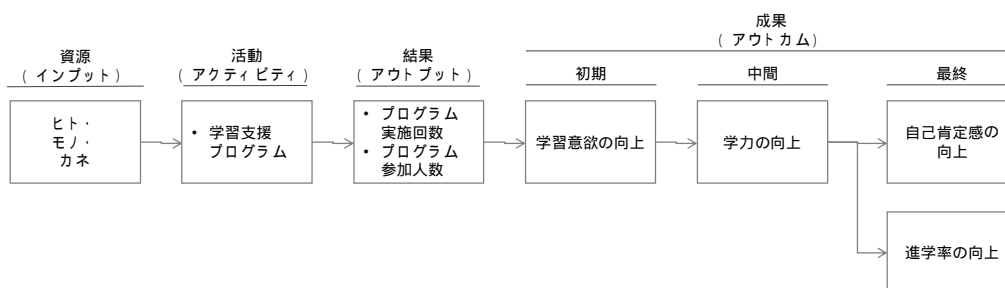 成果
(アウトカム)
資源
(インプット)
活動
(アクティビティ)
結果
(アウトプット)
初期
中間
最終
ヒト・
モノ・
カネ
• 学習支援
プログラム
• プログラム
実施回数
• プログラム
参加人数
学習意欲の向上
学力の向上
自己肯定感の
向上
進学率の向上